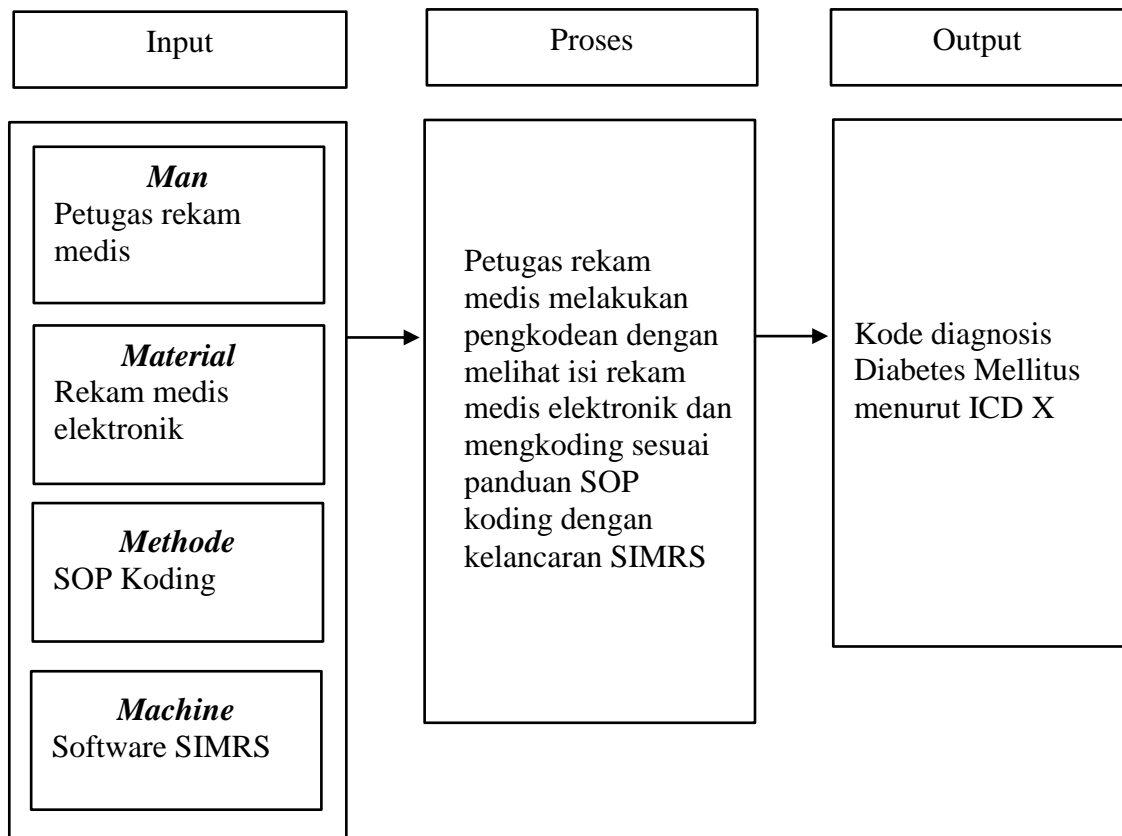 Input
Proses
Output
Man
Petugas rekam
medis
Material
Rekam medis
elektronik
Methode
SOP Koding
Machine
Software SIMRS
Petugas rekam
medis melakukan
pengkodean dengan
melihat isi rekam
medis elektronik dan
mengkoding sesuai
panduan SOP
koding dengan
kelancaran SIMRS
Kode diagnosis
Diabetes Mellitus
menurut ICD X